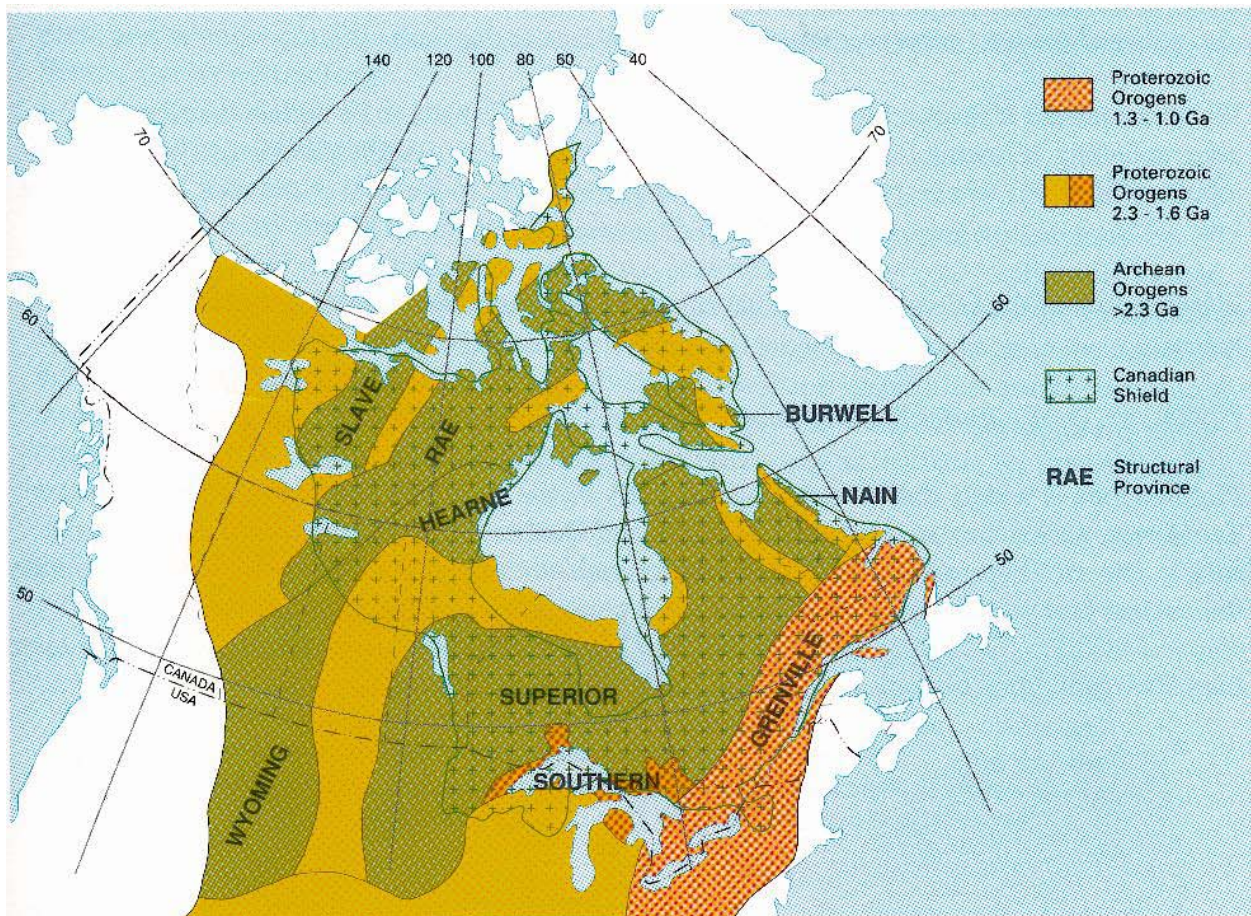 140
120
100
80
60
40
70
70
60
60
50
50
Proterozoic
Orogens
1.3 - 1.0 Ga
Proterozoic
Orogens
2.3 - 1.6 Ga
Archean
Orogens
>2.3 Ga
Canadian
Shield
RAE Structural
Province
SLAVE
RAE
HEARNE
BURWELL
NAIN
CANADA
USA
SUPERIOR
GRENVILLE
WYOMING
SOUTHERN